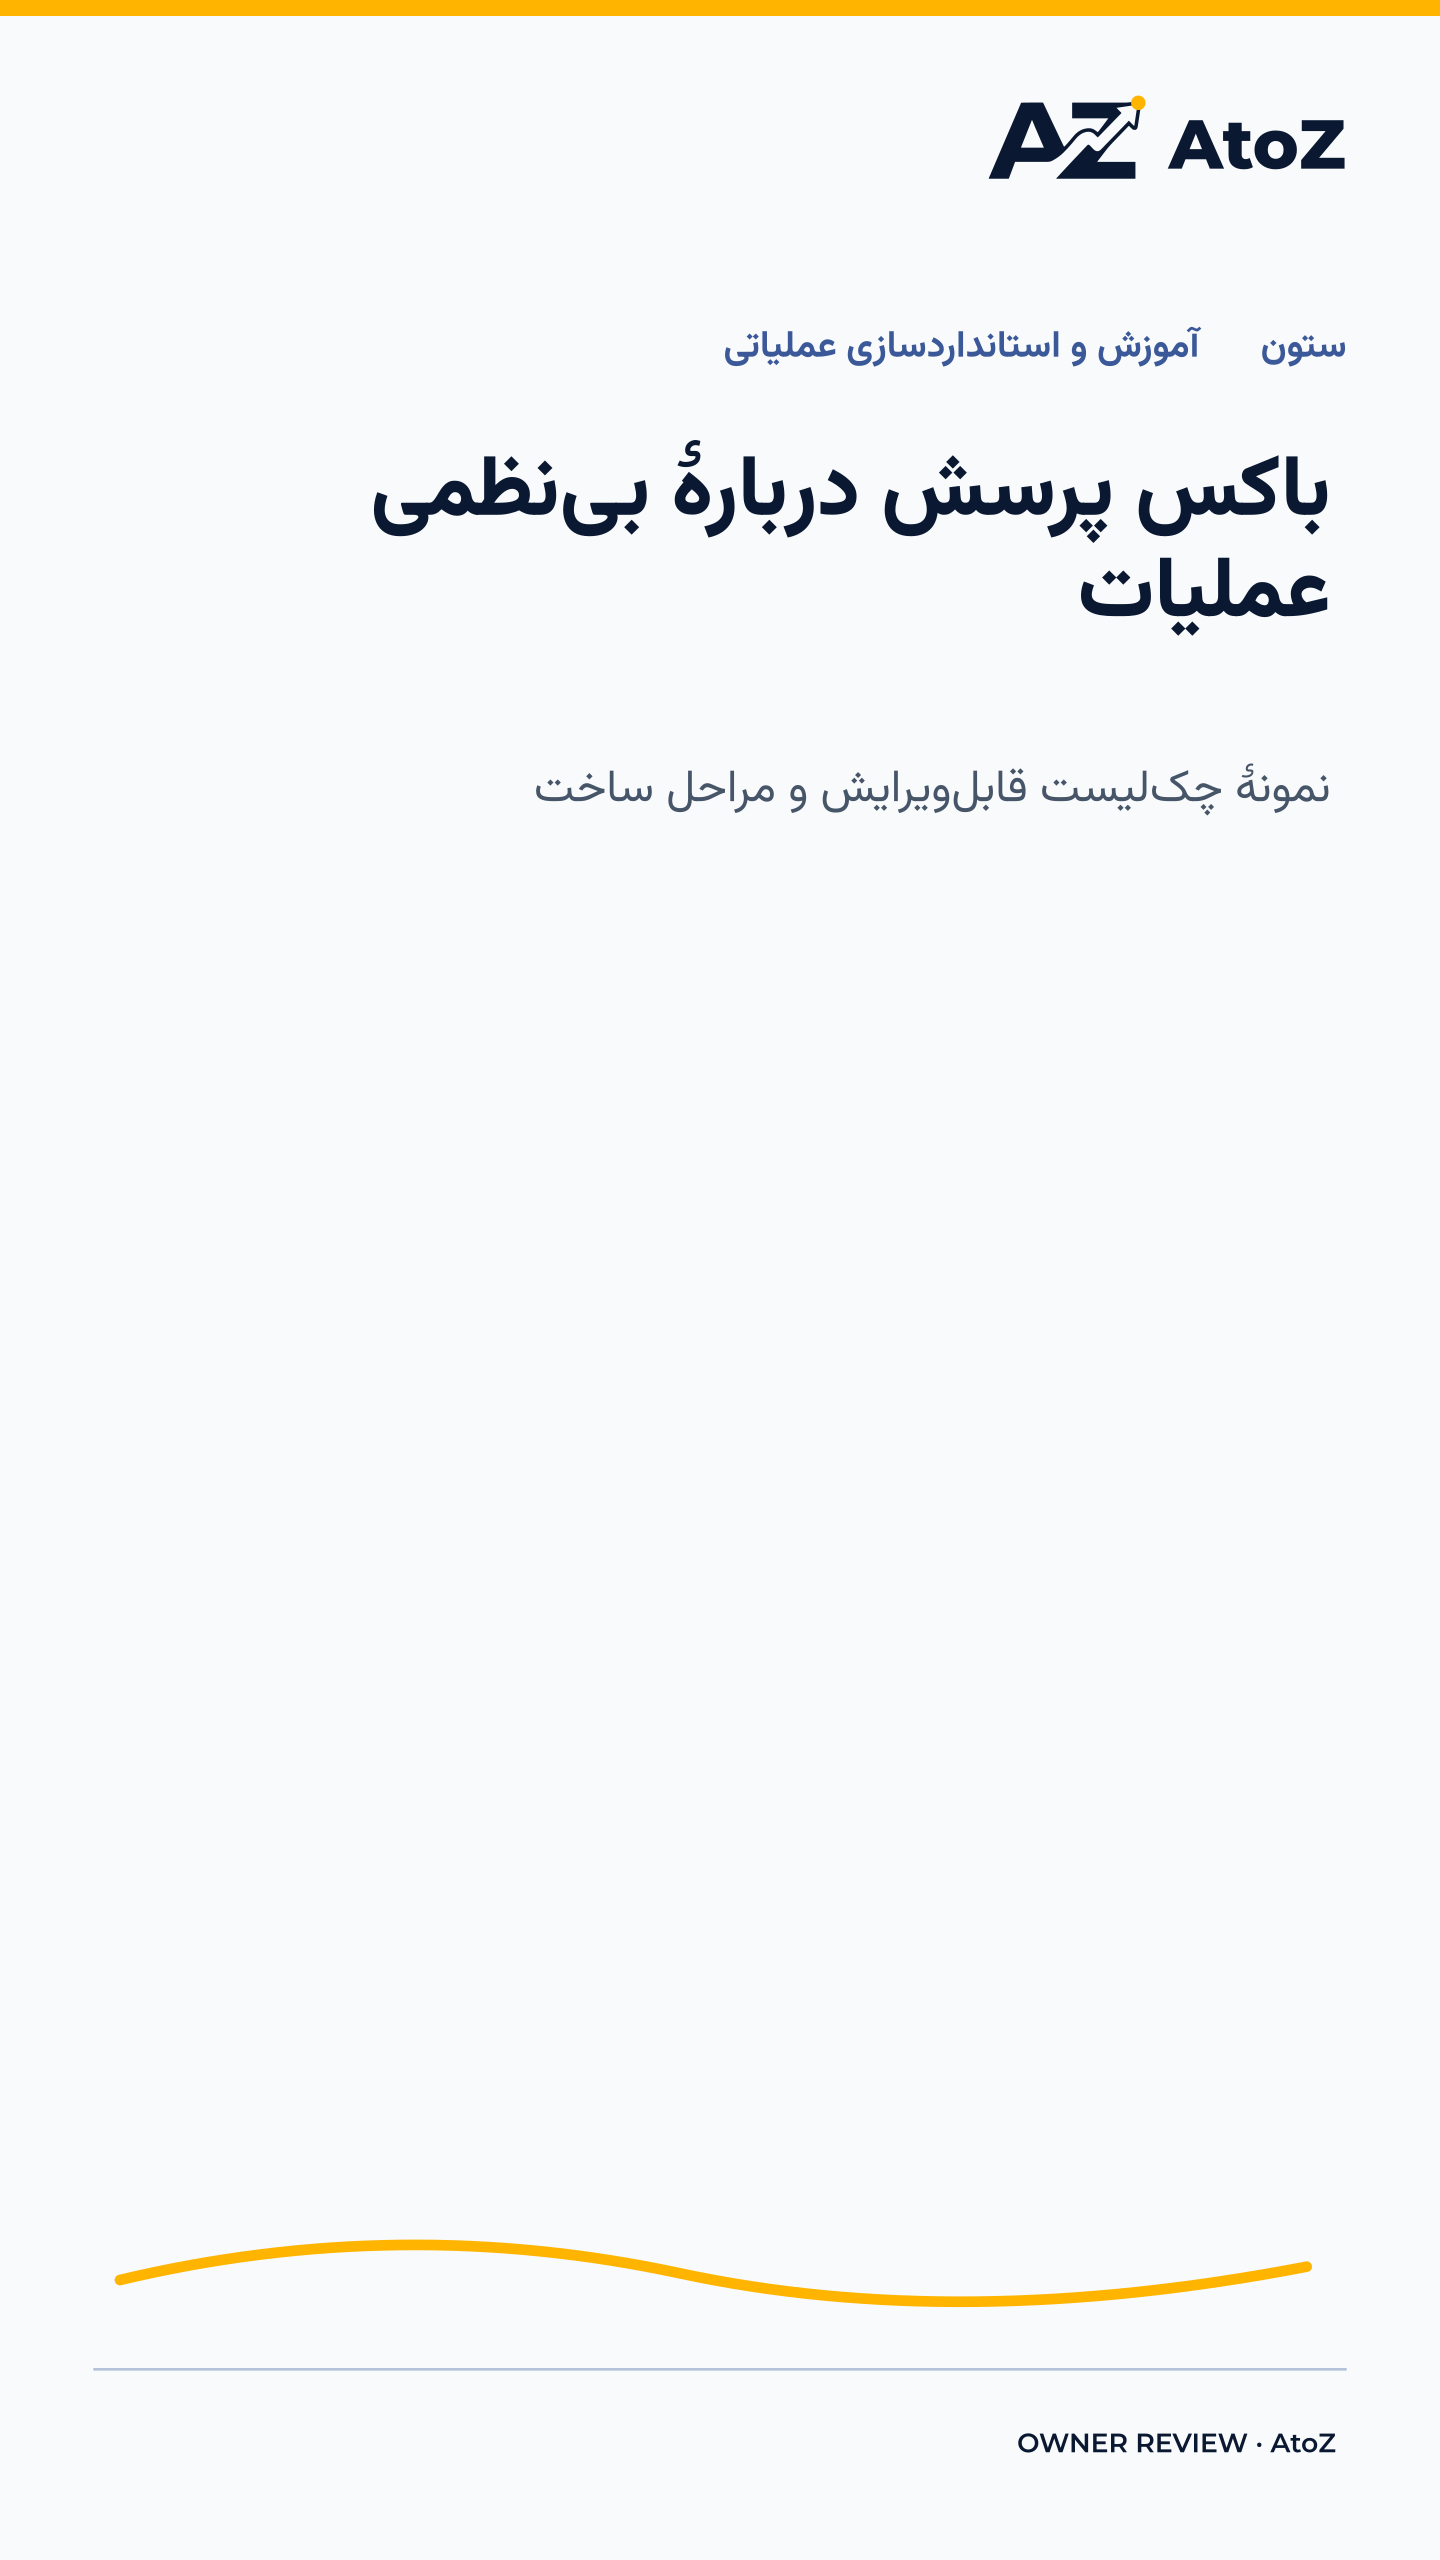 AZ AtoZ
ستون آموزش و استانداردسازی عملیاتی
باکس پرسش دربارهٔ بی‌نظمی
عملیات
نمونهٔ چک‌لیست قابل‌ویرایش و مراحل ساخت
OWNER REVIEW · AtoZ